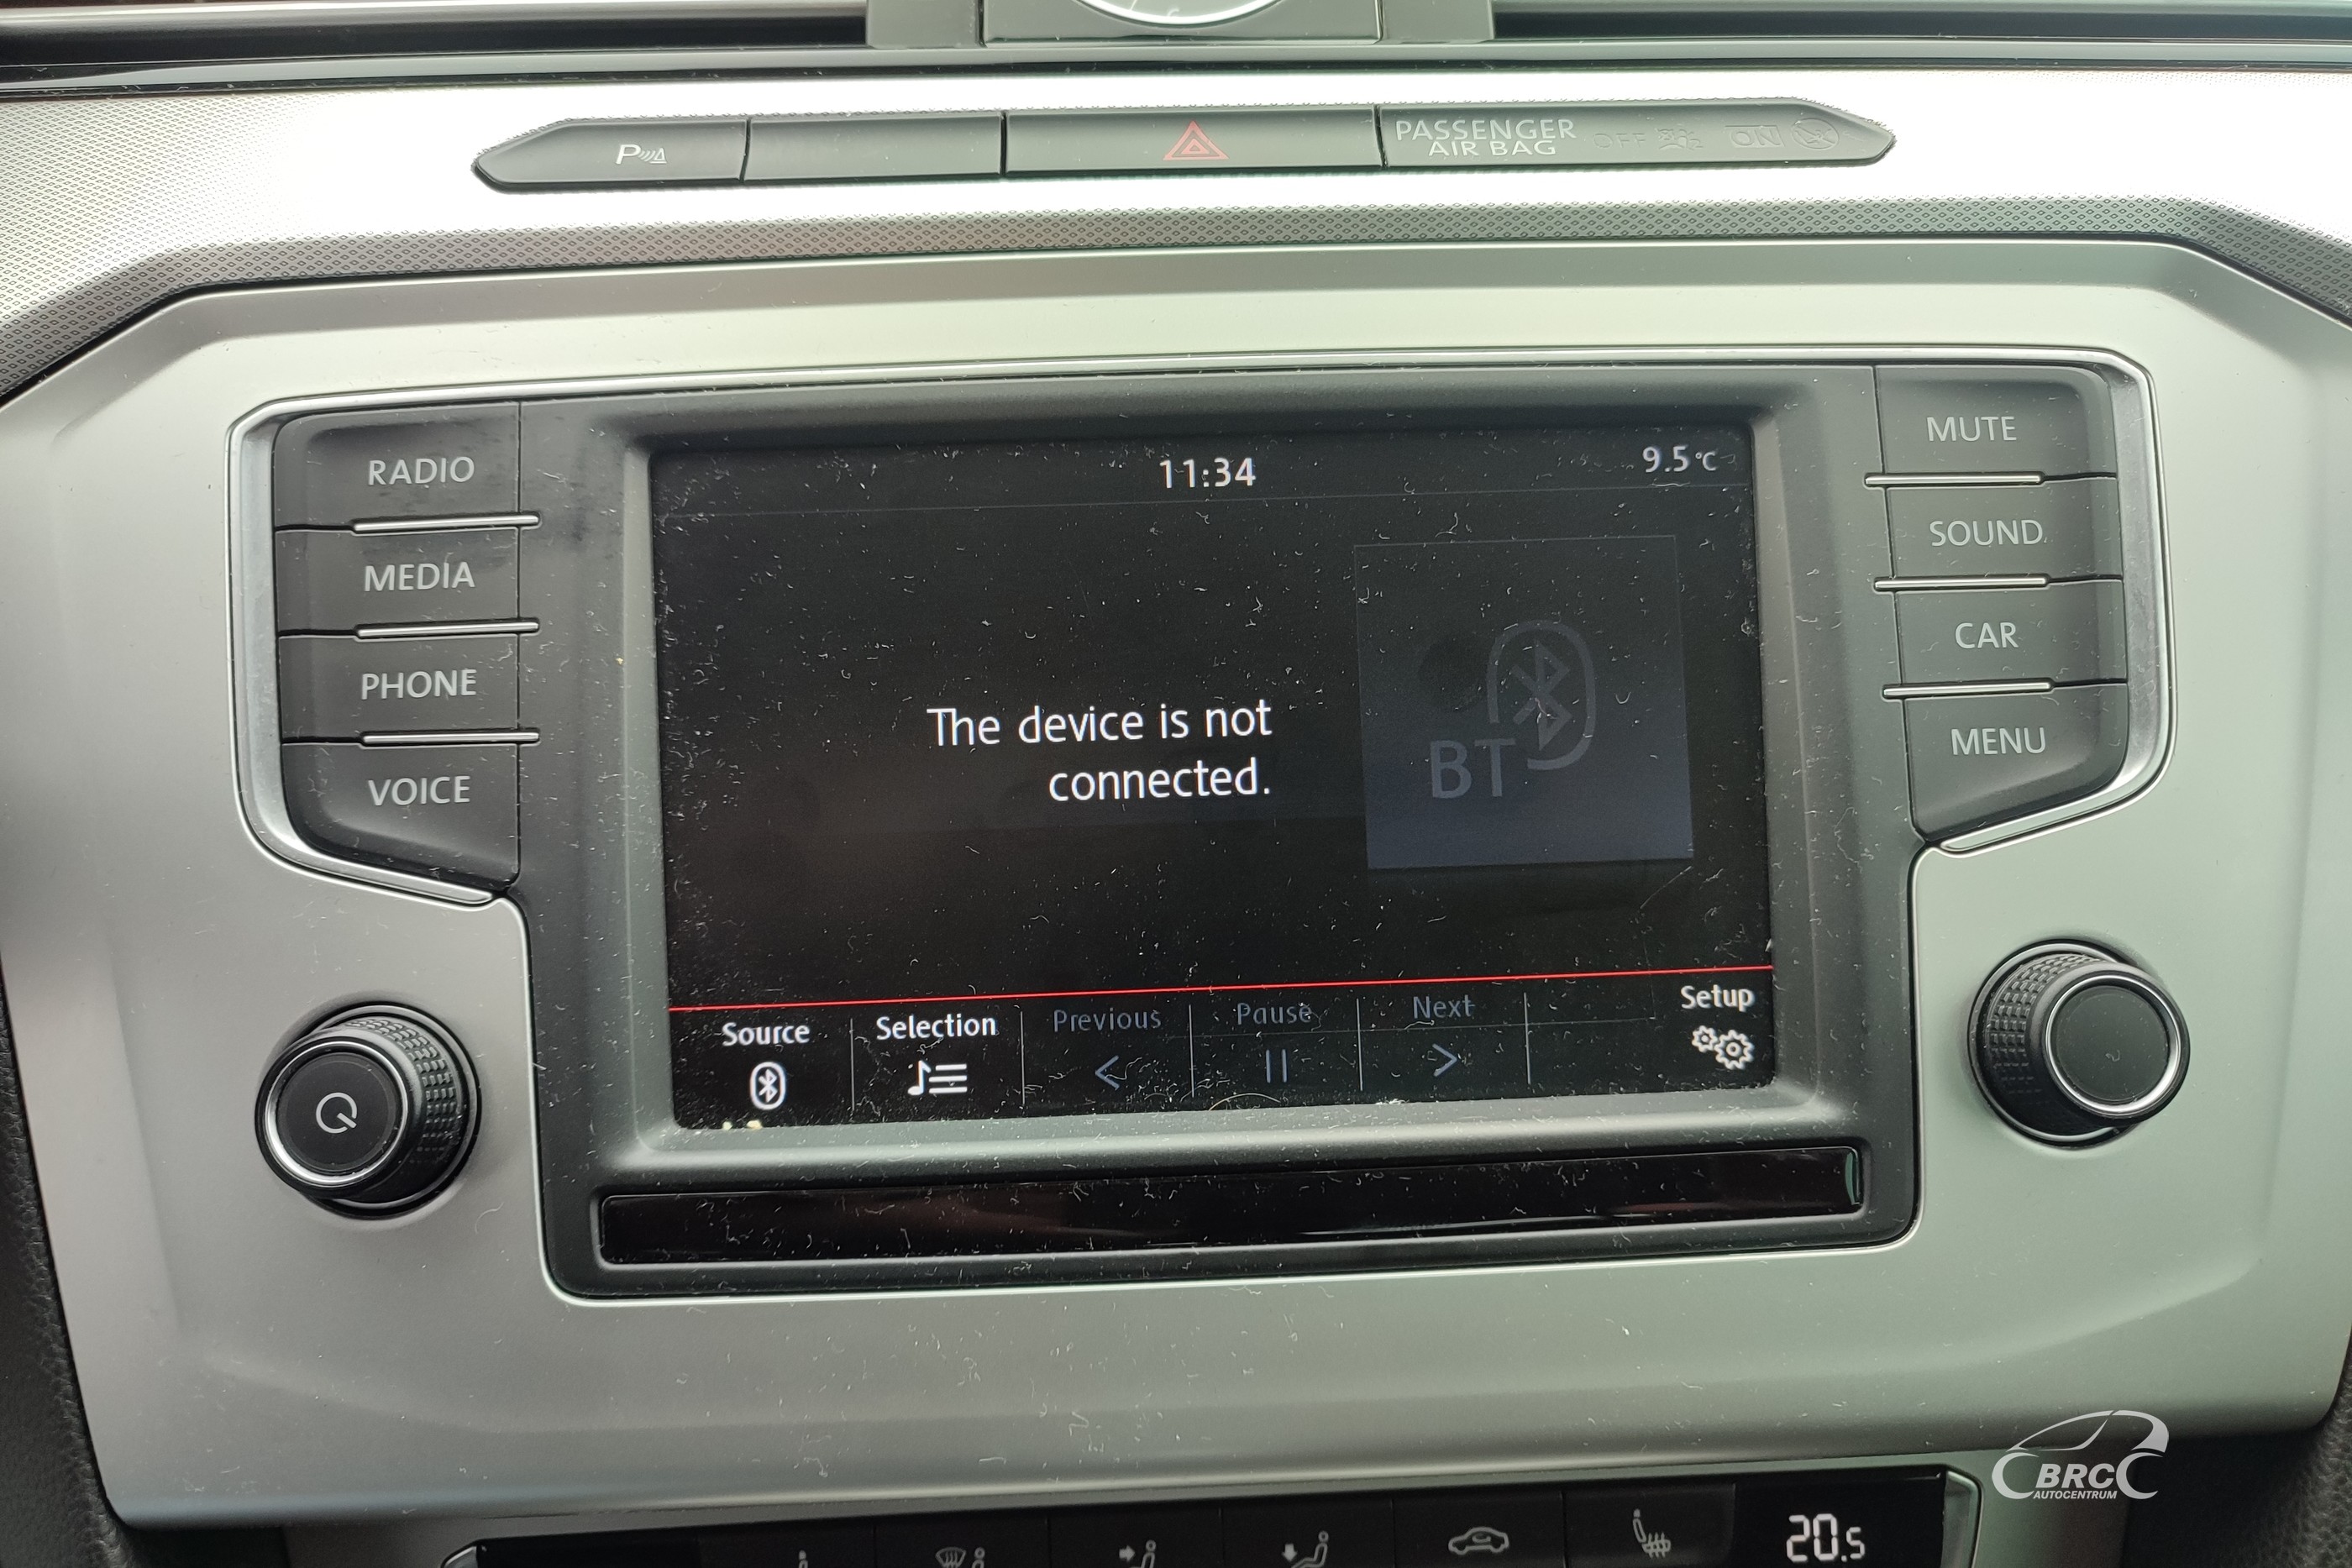 PASSENGER
AIR BAG
OFF
ON
RADIO
MEDIA
PHONE
VOICE
11:34
9.5°C
The device is not
connected.
BT
Source
Selection
Previous
Pause
Next
Setup
MUTE
SOUND
CAR
MENU
P
BRC
AUTOCENTRUM
20.5